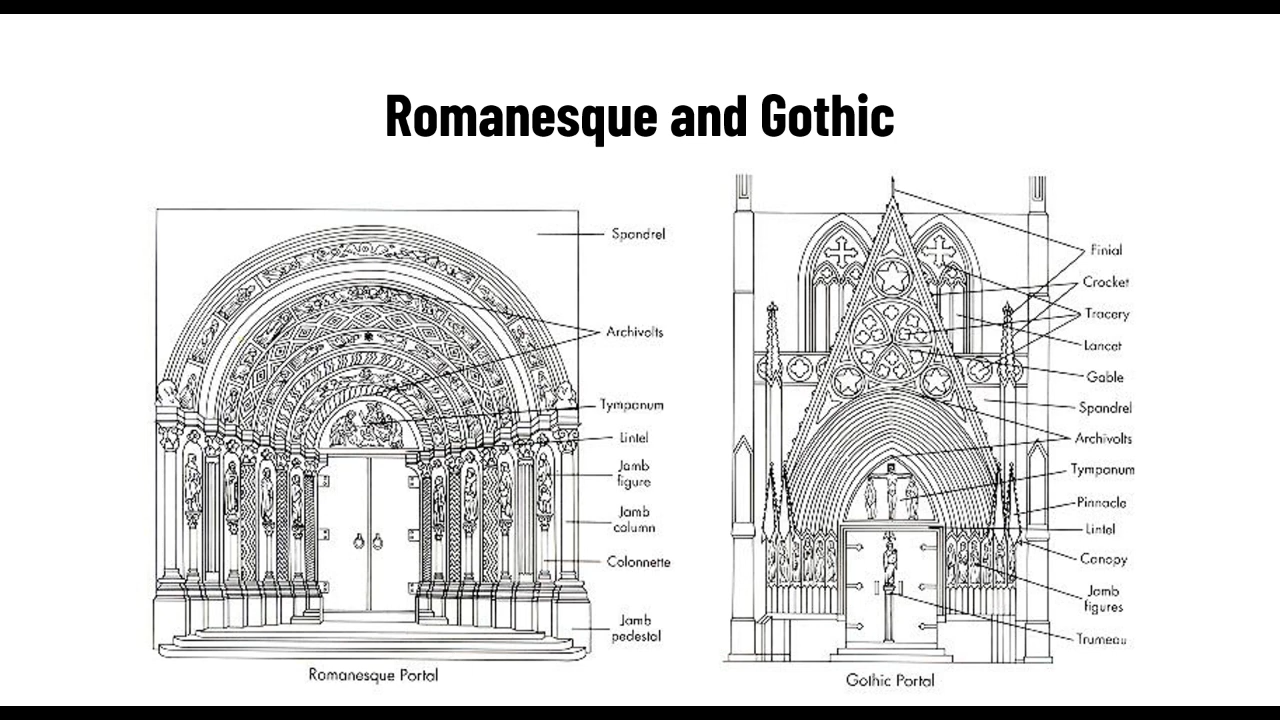 Romanesque and Gothic
Spandrel
Archivolts
Tympanum
Lintel
Jamb
figure
Jamb
column
Colonnette
Jamb
pedestal
Romanesque Portal
Finial
Crocket
Tracery
Lancet
Gable
Spandrel
Archivolts
Tympanum
Pinnacle
Lintel
Canopy
Jamb
figures
Trumeau
Gothic Portal